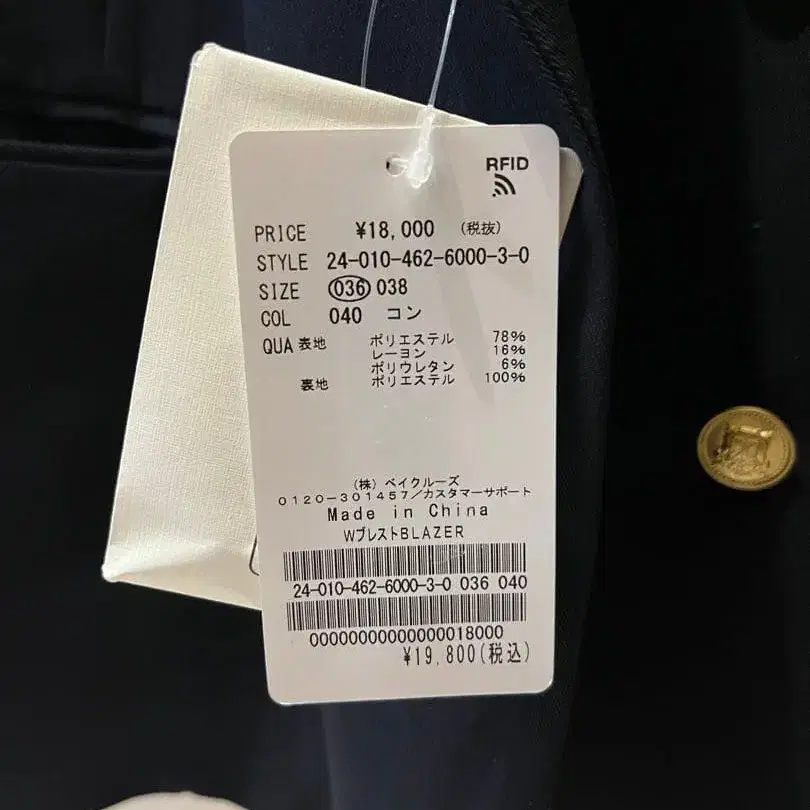 RFID
PRICE ¥18,000 (税抜)
STYLE 24-010-462-6000-3-0
SIZE 036 038
COL 040 コン
QUA 表地 ポリエステル 78%
レーヨン 16%
ポリウレタン 6%
裏地 ポリエステル 100%
(株)ベイクルーズ
0120-301457/カスタマーサポート
Made in China
WブレストBLAZER
24-010-462-6000-3-0 036 040
00000000000000018000
¥19,800(税込)